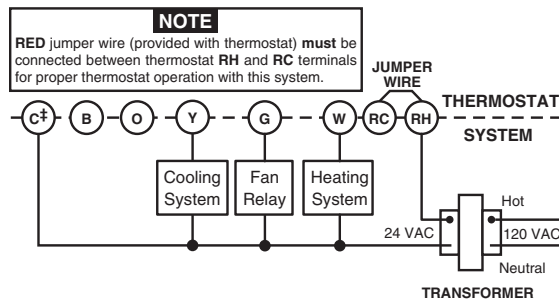 NOTE
RED jumper wire (provided with thermostat) must be
connected between thermostat RH and RC terminals
for proper thermostat operation with this system.
JUMPER
WIRE
C‡ B O Y G W RC RH THERMOSTAT
SYSTEM
Cooling
System
Fan
Relay
Heating
System
Hot
24 VAC 120 VAC
Neutral
TRANSFORMER